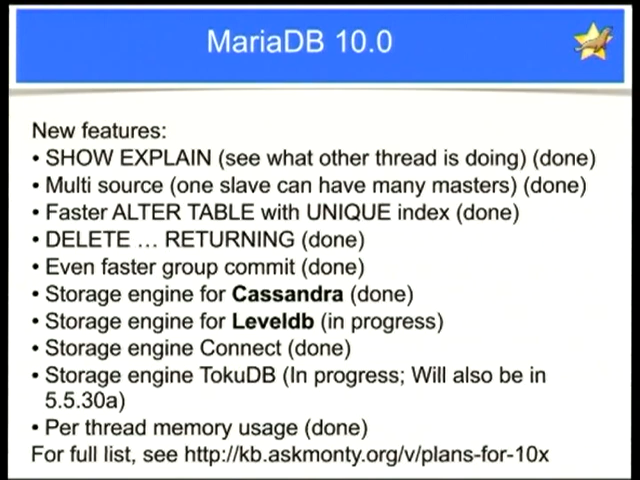 MariaDB 10.0
New features:
• SHOW EXPLAIN (see what other thread is doing) (done)
• Multi source (one slave can have many masters) (done)
• Faster ALTER TABLE with UNIQUE index (done)
• DELETE … RETURNING (done)
• Even faster group commit (done)
• Storage engine for Cassandra (done)
• Storage engine for Leveldb (in progress)
• Storage engine Connect (done)
• Storage engine TokuDB (In progress; Will also be in
5.5.30a)
• Per thread memory usage (done)
For full list, see http://kb.askmonty.org/v/plans-for-10x